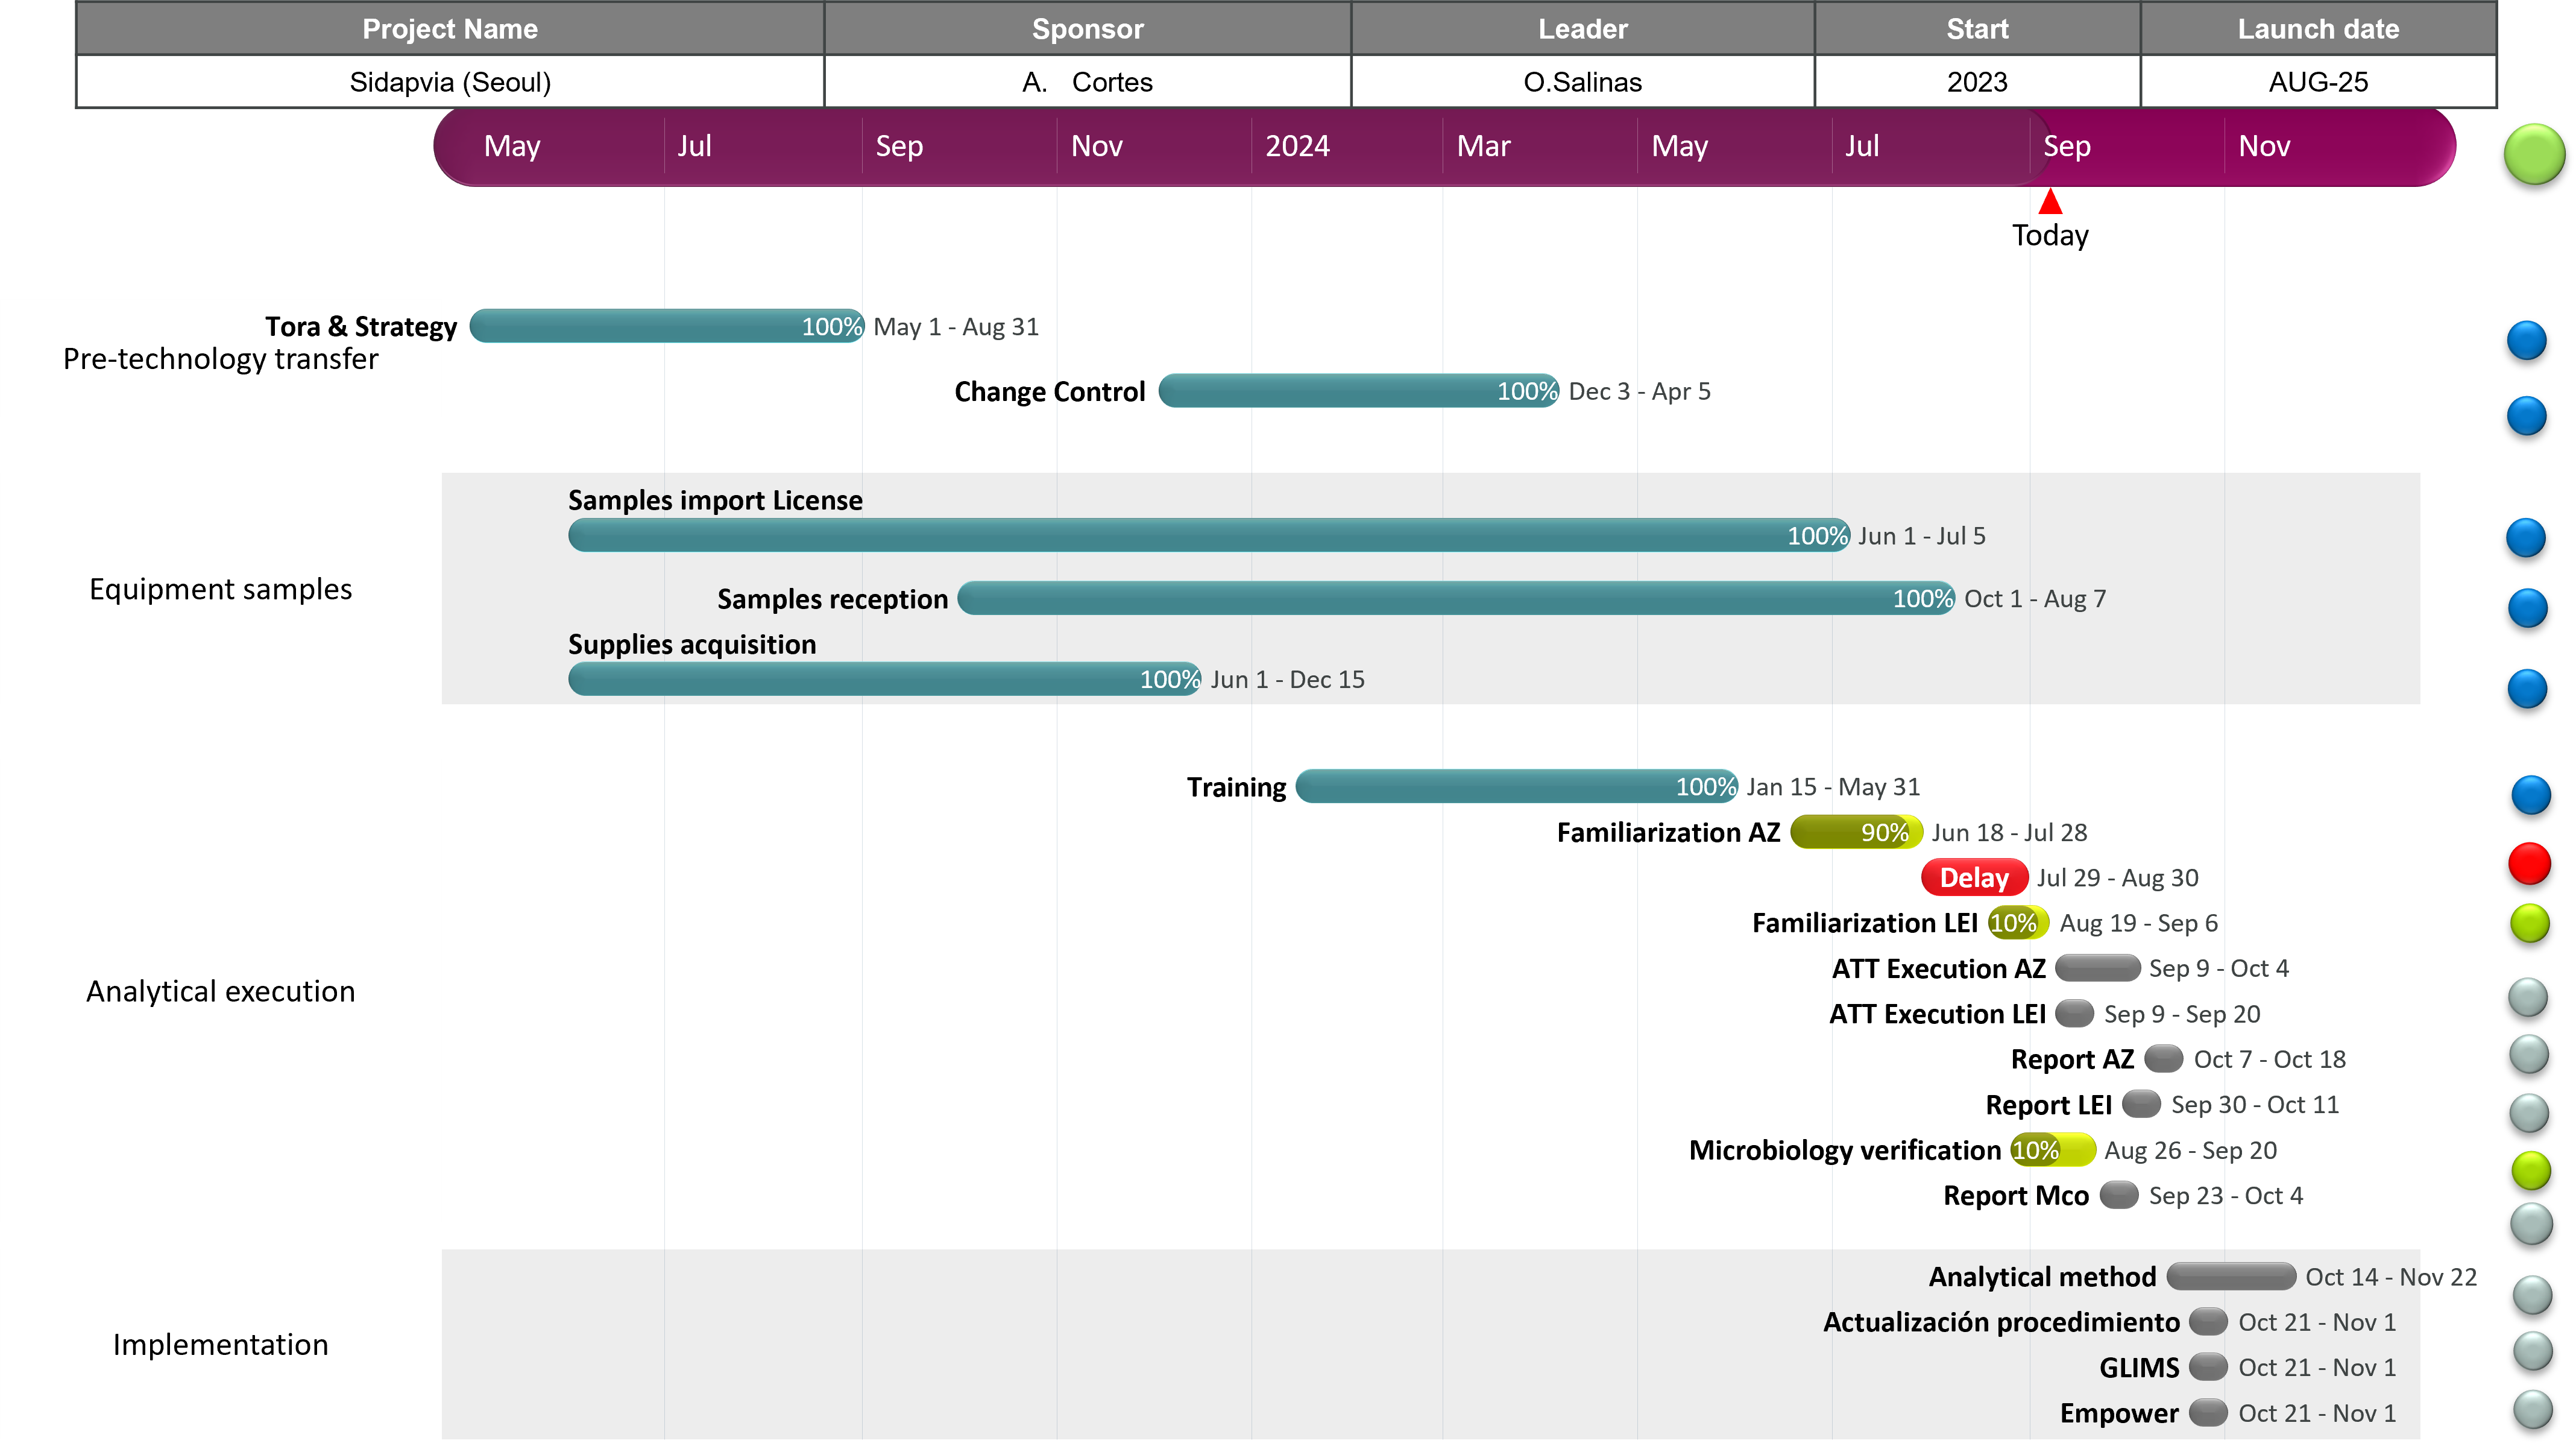 Project Name Sponsor Leader Start Launch date
Sidapvia (Seoul) A. Cortes O.Salinas 2023 AUG-25
May Jul Sep Nov 2024 Mar May Jul Sep Nov
Today
Tora & Strategy 100% May 1 - Aug 31
Pre-technology transfer
Change Control 100% Dec 3 - Apr 5
Samples import License
100% Jun 1 - Jul 5
Equipment samples
Samples reception 100% Oct 1 - Aug 7
Supplies acquisition
100% Jun 1 - Dec 15
Training 100% Jan 15 - May 31
Familiarization AZ 90% Jun 18 - Jul 28
Delay Jul 29 - Aug 30
Familiarization LEI 10% Aug 19 - Sep 6
ATT Execution AZ Sep 9 - Oct 4
Analytical execution
ATT Execution LEI Sep 9 - Sep 20
Report AZ Oct 7 - Oct 18
Report LEI Sep 30 - Oct 11
Microbiology verification 10% Aug 26 - Sep 20
Report Mco Sep 23 - Oct 4
Analytical method Oct 14 - Nov 22
Actualización procedimiento Oct 21 - Nov 1
Implementation
GLIMS Oct 21 - Nov 1
Empower Oct 21 - Nov 1